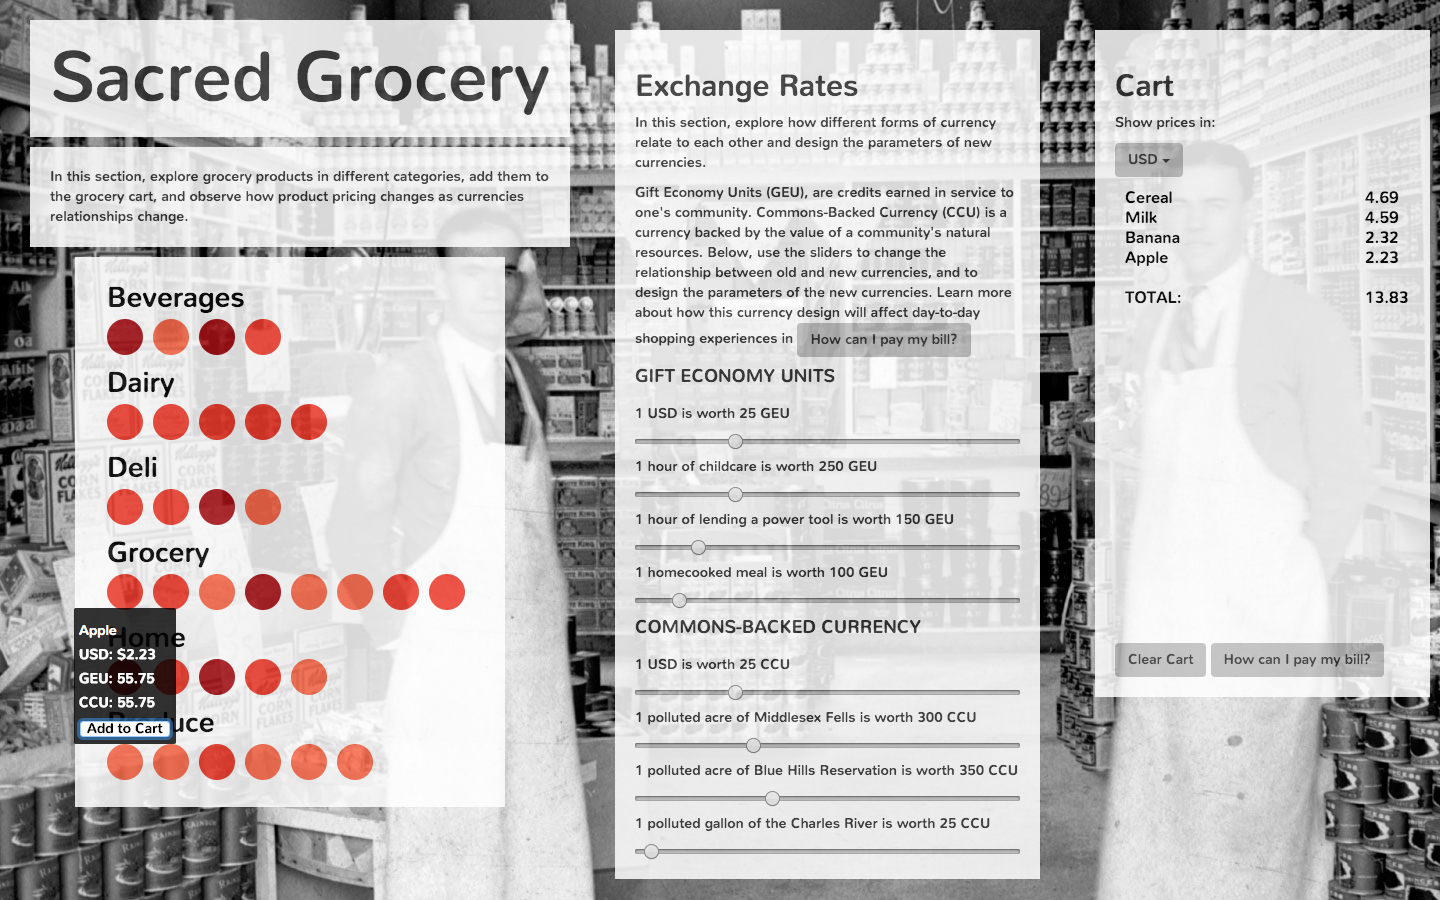 Sacred Grocery
In this section, explore grocery products in different categories, add them to
the grocery cart, and observe how product pricing changes as currencies
relationships change.
Beverages
Dairy
Deli
Grocery
Home
Apple
USD: $2.23
GEU: 55.75
CCU: 55.75
Add to Cart
Exchange Rates
In this section, explore how different forms of currency
relate to each other and design the parameters of new
currencies.
Gift Economy Units (GEU), are credits earned in service to
one's community. Commons-Backed Currency (CCU) is a
currency backed by the value of a community's natural
resources. Below, use the sliders to change the
relationship between old and new currencies, and to
design the parameters of the new currencies. Learn more
about how this currency design will affect day-to-day
shopping experiences in How can I pay my bill?
GIFT ECONOMY UNITS
1 USD is worth 25 GEU
1 hour of childcare is worth 250 GEU
1 hour of lending a power tool is worth 150 GEU
1 homecooked meal is worth 100 GEU
COMMONS-BACKED CURRENCY
1 USD is worth 25 CCU
1 polluted acre of Middlesex Fells is worth 300 CCU
1 polluted acre of Blue Hills Reservation is worth 350 CCU
1 polluted gallon of the Charles River is worth 25 CCU
Cart
Show prices in:
USD
Cereal 4.69
Milk 4.59
Banana 2.32
Apple 2.23
TOTAL: 13.83
Clear Cart How can I pay my bill?
CORN
FLAKES